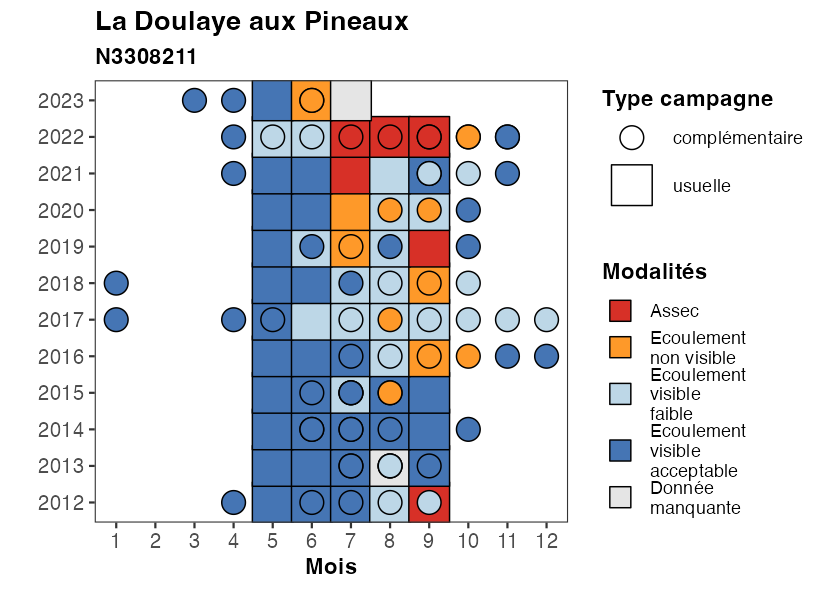 La Doulaye aux Pineaux
N3308211
2023
2022
2021
2020
2019
2018
2017
2016
2015
2014
2013
2012
1 2 3 4 5 6 7 8 9 10 11 12
Mois
Type campagne
complémentaire
usuelle
Modalités
Assec
Ecoulement
non visible
Ecoulement
visible
faible
Ecoulement
visible
acceptable
Donnée
manquante